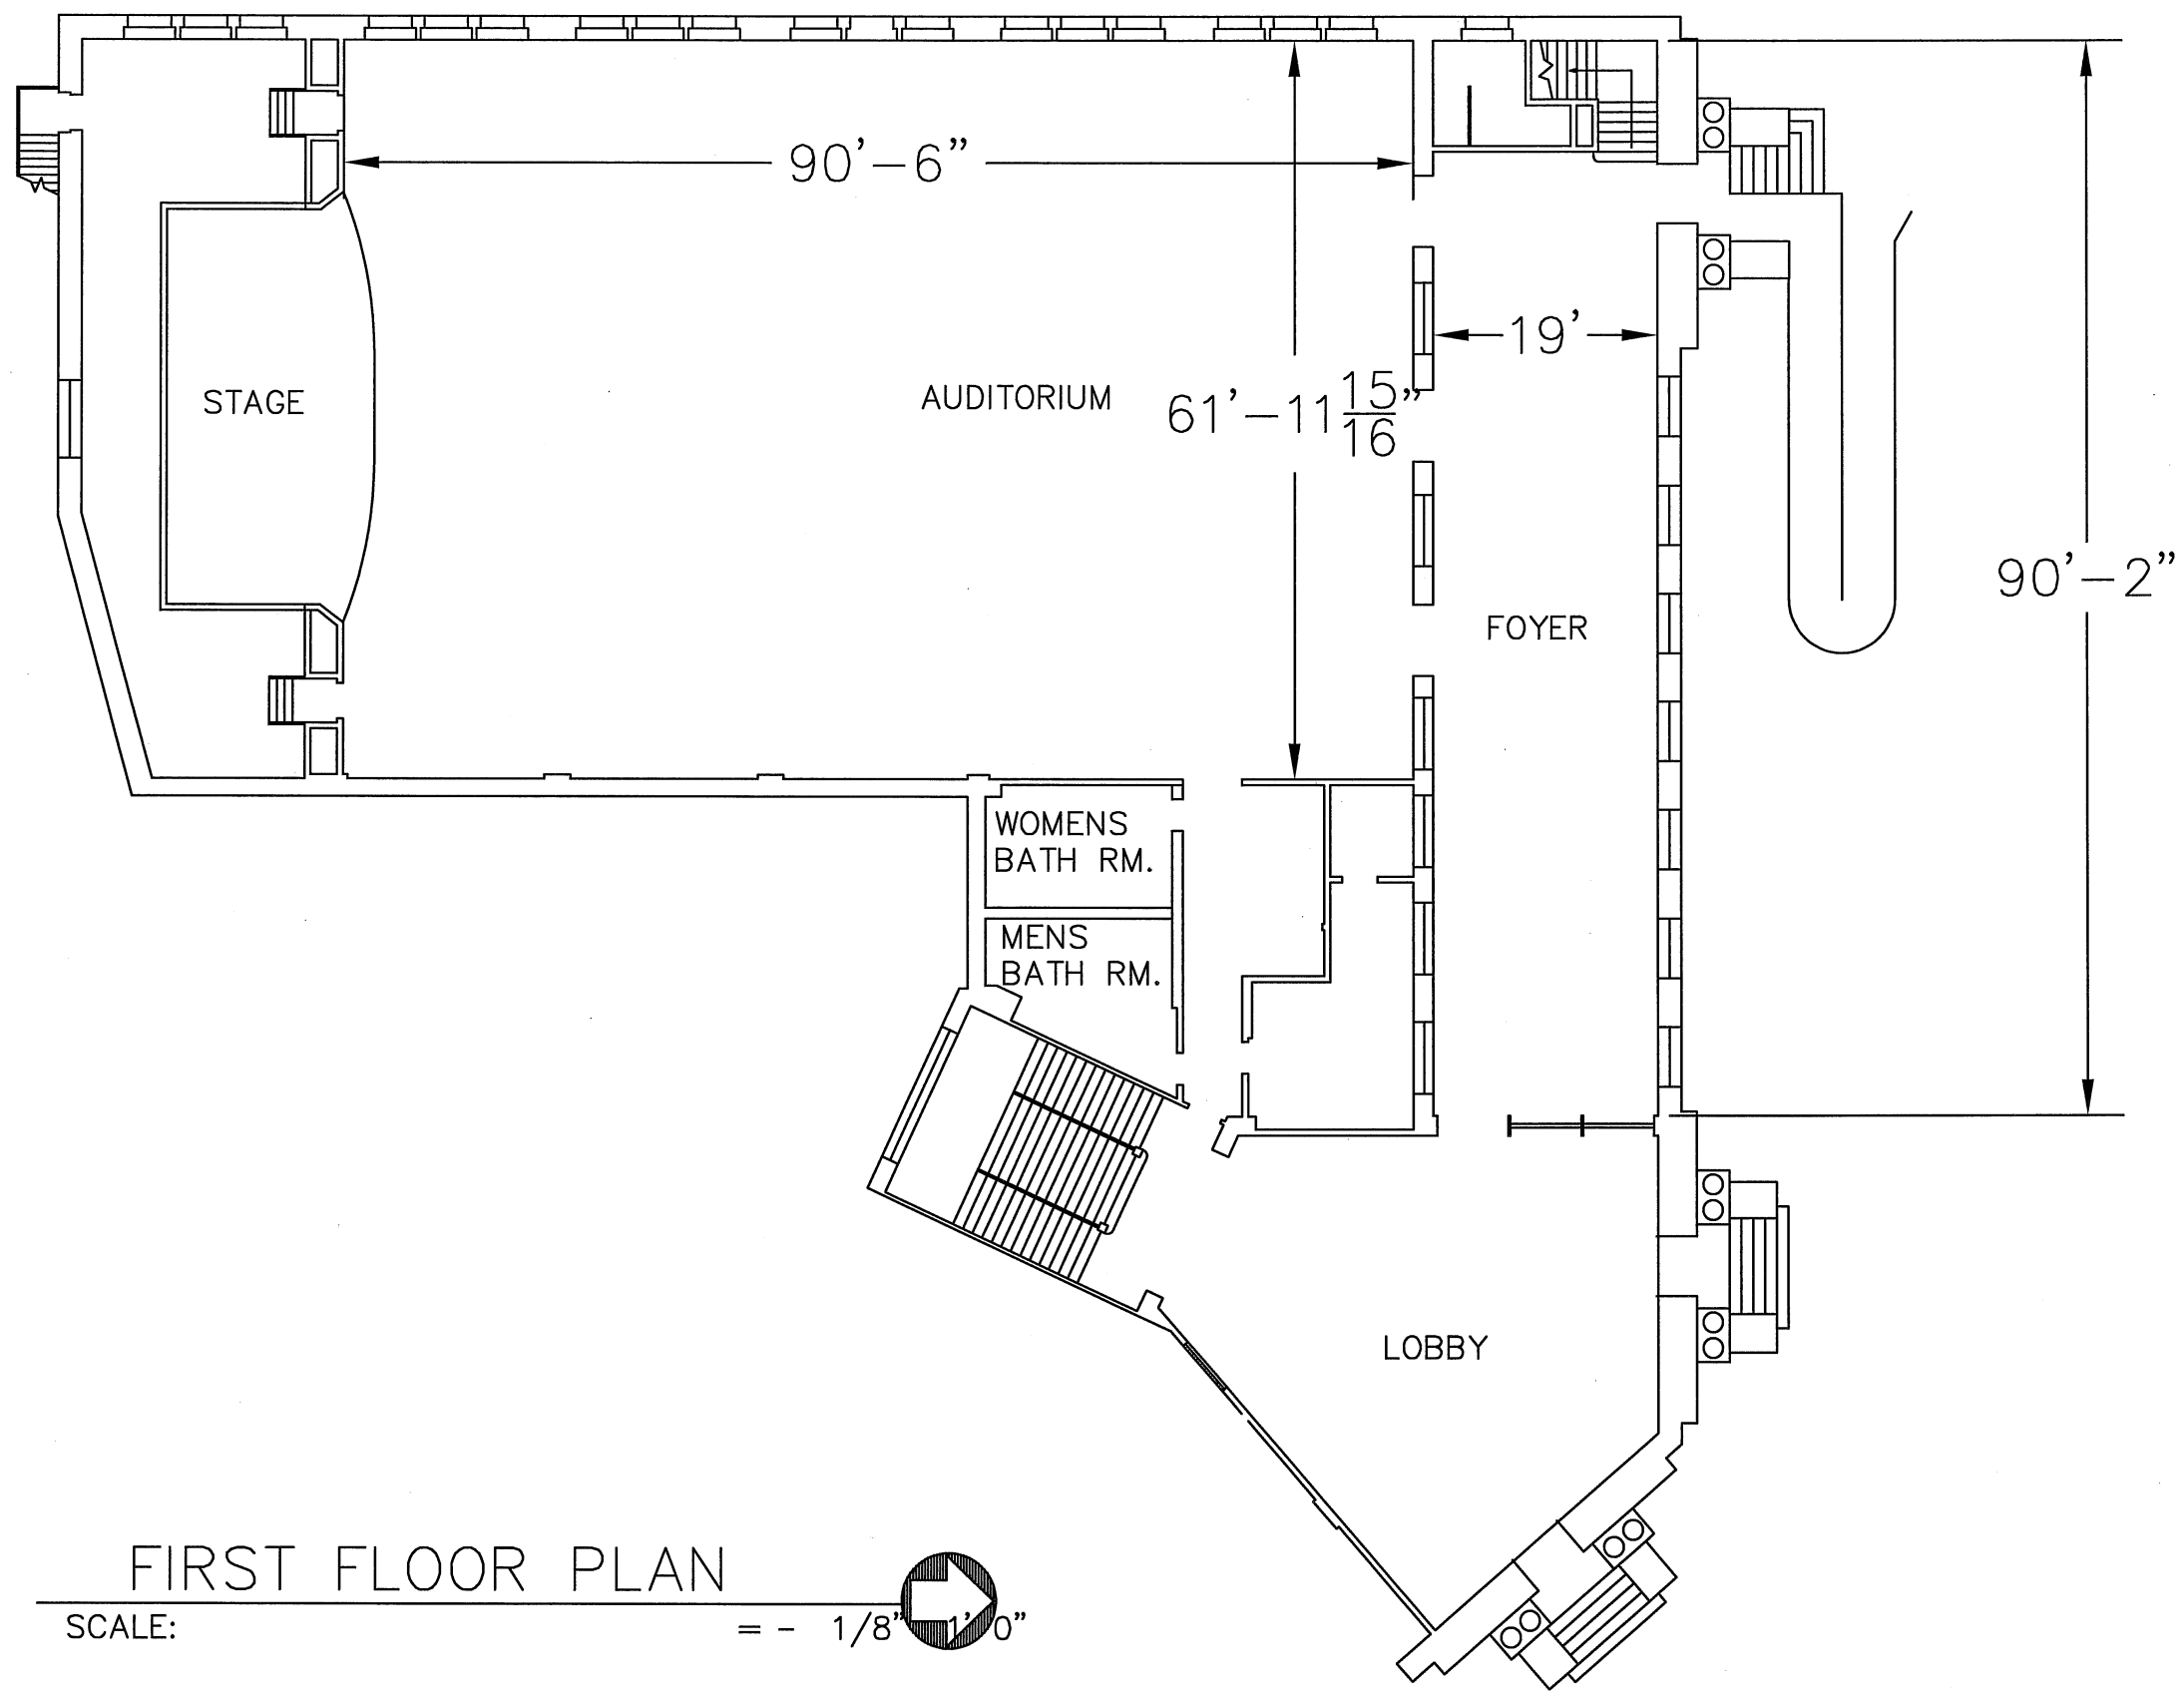 90'-6"
19'
STAGE
AUDITORIUM
61'-11 15/16"
90'-2"
FOYER
WOMENS
BATH RM.
MENS
BATH RM.
LOBBY
FIRST FLOOR PLAN
SCALE: = - 1/8" 1' 0"